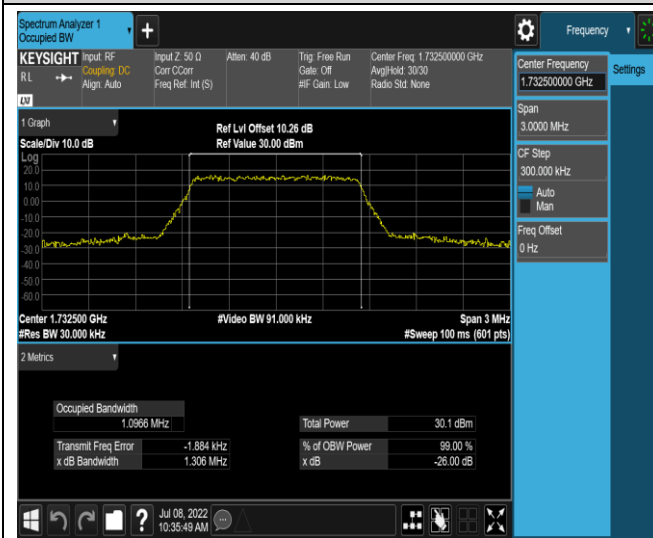 Spectrum Analyzer 1
Occupied BW
+
Frequency
KEYSIGHT
RL
LXI
Input: RF
Coupling: DC
Align: Auto
Input Z: 50 Ω
Corr CCorr
Freq Ref: Int (S)
Atten: 40 dB
Trig: Free Run
Gate: Off
#IF Gain: Low
Center Freq: 1.732500000 GHz
Avg|Hold: 30/30
Radio Std: None
Center Frequency
1.732500000 GHz
Settings
Span
3.0000 MHz
CF Step
300.000 kHz
Auto
Man
Freq Offset
0 Hz
1 Graph
Scale/Div 10.0 dB
Ref Lvl Offset 10.26 dB
Ref Value 30.00 dBm
Log
20.0
10.0
0.00
-10.0
-20.0
-30.0
-40.0
-50.0
-60.0
Center 1.732500 GHz
#Res BW 30.000 kHz
#Video BW 91.000 kHz
Span 3 MHz
#Sweep 100 ms (601 pts)
2 Metrics
Occupied Bandwidth
1.0966 MHz
Total Power 30.1 dBm
Transmit Freq Error -1.884 kHz
% of OBW Power 99.00 %
x dB Bandwidth 1.306 MHz
x dB -26.00 dB
?
Jul 08, 2022
10:35:49 AM